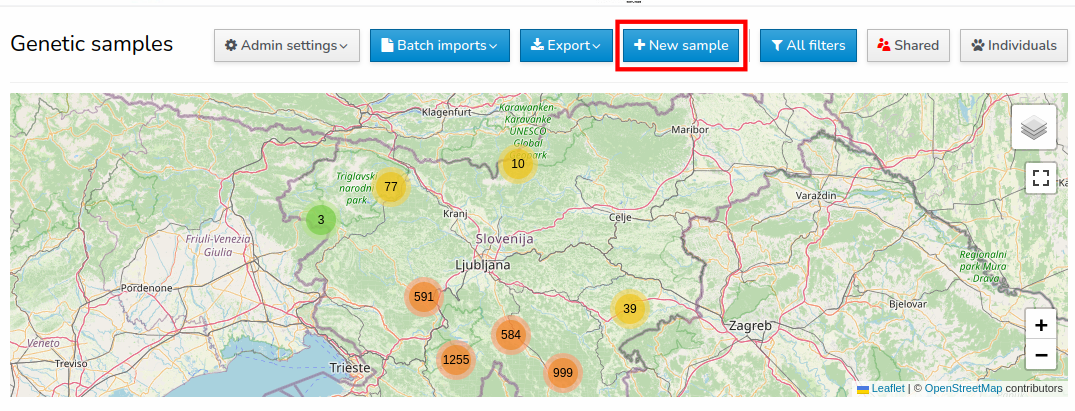 Genetic samples
Admin settings
Batch imports
Export
New sample
All filters
Shared
Individuals
Klagenfurt
Karawanken-
Karavanke
UNESCO
Global
Maribor
10
Triglavski
narodni
park
77
Varaždin
3
Kranj
Celje
Friuli-Venezia
Giulia
Slovenija
Ljubljana
Regionalni
park Mura
- Drava
Pordenone
591
39
Bjelovar
584
Zagreb
+
Veneto
Treviso
1255
Trieste
999
−
Leaflet | © OpenStreetMap contributors